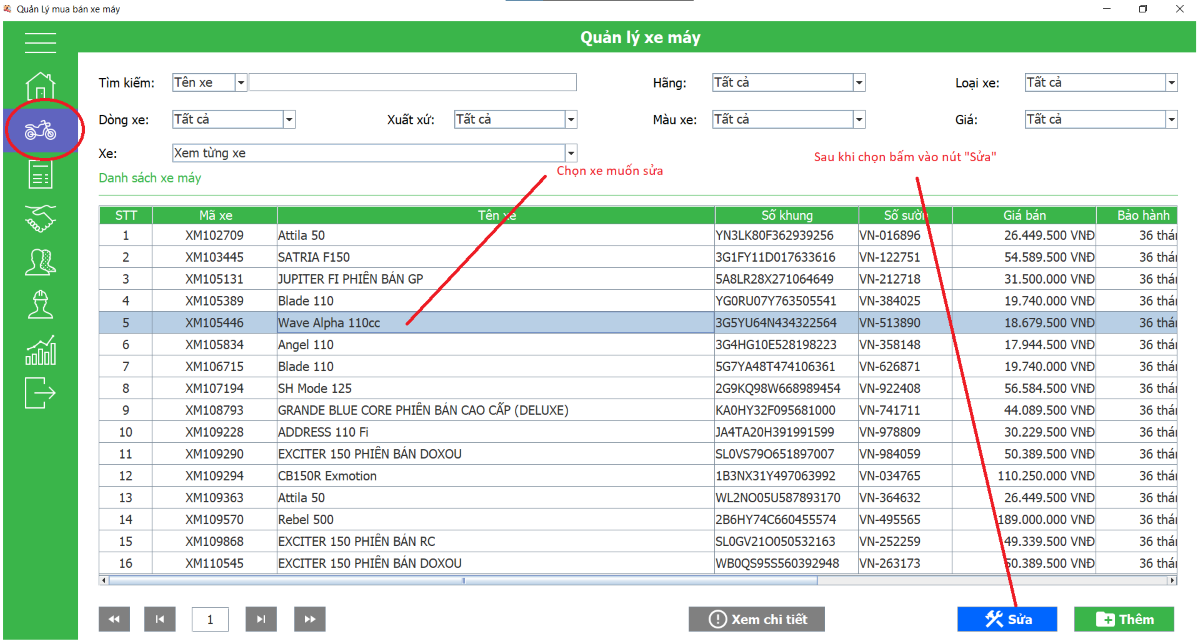 Quản lý mua bán xe máy
Quản lý xe máy
Tìm kiếm: Tên xe Hãng: Tất cả Loại xe: Tất cả
Dòng xe: Tất cả Xuất xứ: Tất cả Màu xe: Tất cả Giá: Tất cả
Xe: Xem từng xe
Sau khi chọn bấm vào nút "Sửa"
Chọn xe muốn sửa
Danh sách xe máy
STT Mã xe Tên xe Số khung Số sườn Giá bán Bảo hành
1 XM102709 Attila 50 YN3LK80F362939256 VN-016896 26.449.500 VNĐ 36 thán
2 XM103445 SATRIA F150 3G1FY11D017633616 VN-122751 54.589.500 VNĐ 36 thán
3 XM105131 JUPITER FI PHIÊN BẢN GP 5A8LR28X271064649 VN-212718 31.500.000 VNĐ 36 thán
4 XM105389 Blade 110 YG0RU07Y763505541 VN-384025 19.740.000 VNĐ 36 thán
5 XM105446 Wave Alpha 110cc 3G5YU64N434322564 VN-513890 18.679.500 VNĐ 36 thán
6 XM105834 Angel 110 3G4HG10E528198223 VN-358148 17.944.500 VNĐ 36 thán
7 XM106715 Blade 110 5G7YA48T474106361 VN-626871 19.740.000 VNĐ 36 thán
8 XM107194 SH Mode 125 2G9KQ98W668989454 VN-922408 56.584.500 VNĐ 36 thán
9 XM108793 GRANDE BLUE CORE PHIÊN BẢN CAO CẤP (DELUXE) KA0HY32F095681000 VN-741711 44.089.500 VNĐ 36 thán
10 XM109228 ADDRESS 110 Fi JA4TA20H391991599 VN-978809 30.229.500 VNĐ 36 thán
11 XM109290 EXCITER 150 PHIÊN BẢN DOXOU SL0VS79O651897007 VN-984059 50.389.500 VNĐ 36 thán
12 XM109294 CB150R Exmotion 1B3NX31Y497063992 VN-034765 110.250.000 VNĐ 36 thán
13 XM109363 Attila 50 WL2NO05U587893170 VN-364632 26.449.500 VNĐ 36 thán
14 XM109570 Rebel 500 2B6HY74C660455574 VN-495565 189.000.000 VNĐ 36 thán
15 XM109868 EXCITER 150 PHIÊN BẢN RC SL0GV21O050532163 VN-252259 49.339.500 VNĐ 36 thán
16 XM110545 EXCITER 150 PHIÊN BẢN DOXOU WB0QS95S560392948 VN-263173 50.389.500 VNĐ 36 thán
1 Xem chi tiết Sửa Thêm